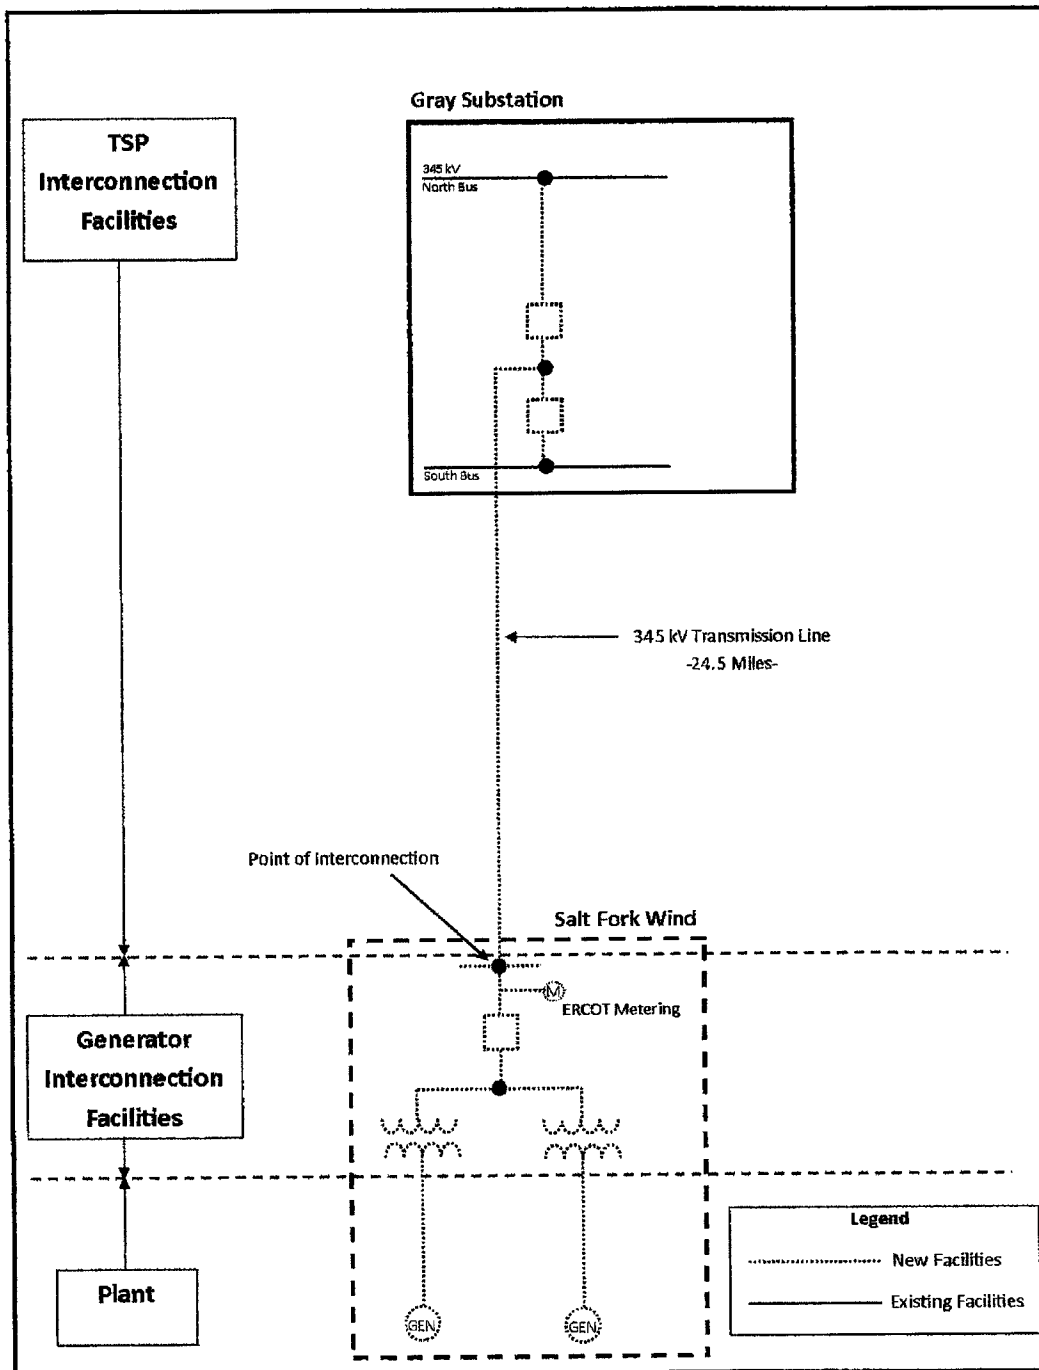 Gray Substation
TSP
Interconnection
Facilities
345 kV
North Bus
South Bus
345 kV Transmission Line
-24.5 Miles-
Point of Interconnection
Salt Fork Wind
M
ERCOT Metering
Generator
Interconnection
Facilities
Plant
GEN
GEN
Legend
New Facilities
Existing Facilities